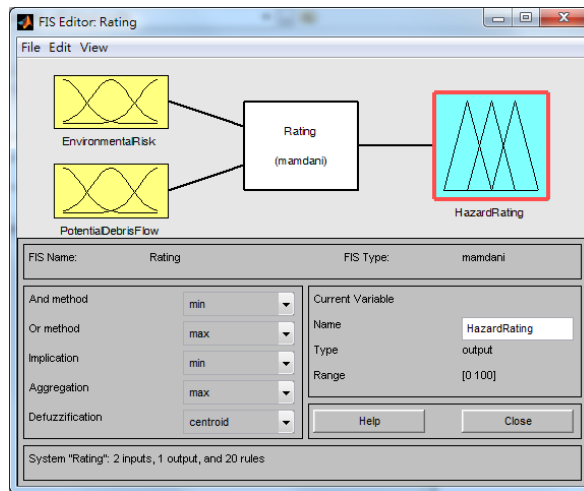 FIS Editor: Rating
File Edit View
EnvironmentalRisk
PotentialDebrisFlow
Rating
(mamdani)
HazardRating
FIS Name: Rating FIS Type: mamdani
And method min
Or method max
Implication min
Aggregation max
Defuzzification centroid
Current Variable
Name HazardRating
Type output
Range [0 100]
Help Close
System "Rating": 2 inputs, 1 output, and 20 rules